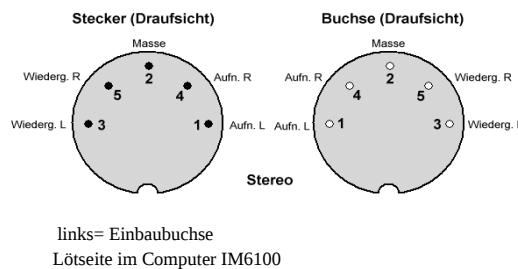 Stecker (Draufsicht)
Masse
Wiederg. R
Aufn. R
2
5
4
Wiederg. L
3
1
Aufn. L
Buchse (Draufsicht)
Masse
Aufn. R
Wiederg. R
2
4
5
Aufn. L
1
3
Wiederg. L
Stereo
links= Einbaubuchse
Lötseite im Computer IM6100